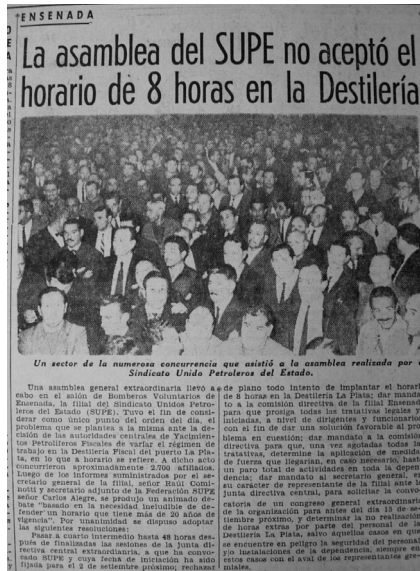 ENSENADA
La asamblea del SUPE no aceptó el
horario de 8 horas en la Destilería
Un sector de la numerosa concurrencia que asistió a la asamblea realizada por
Sindicato Unido Petroleros del Estado.
Una asamblea general extraordinaria llevó a
cabo en el salón de Bomberos Voluntarios de
Ensenada, la filial del Sindicato Unidos Petro-
leros del Estado (SUPE). Tuvo el fin de consi-
derar como único punto del orden del día, el
problema que se plantea a la misma ante la de-
cisión de las autoridades centrales de Yacimien-
tos Petrolíferos Fiscales de variar el régimen de
trabajo en la Destilería Fiscal del puerto La Pla-
ta, en lo que a horario se refiere. A dicho acto
concurrieron aproximadamente 2.700 afiliados.
Luego de los informes suministrados por el se-
cretario general de la filial, señor Raúl Comi-
notti y secretario adjunto de la Federación SUPE
señor Carlos Alegre, se produjo un animado de-
bate "basado en la necesidad ineludible de de-
fender un horario que tiene más de 20 años de
vigencia". Por unanimidad se dispuso adoptar
las siguientes resoluciones:
Pasar a cuarto intermedio hasta 48 horas des-
pués de finalizadas las sesiones de la junta di-
rectiva central extraordinaria, a que ha convo-
cado SUPE y cuya fecha de iniciación ha sido
fijada para el 2 de setiembre próximo; rechazar
de plano todo intento de implantar el horari
de 8 horas en la Destilería La Plata; dar manda
to a la comisión directiva de la filial Ensenad
para que prosiga todas las tratativas legales y
iniciadas, a nivel de dirigentes y funcionario
con el fin de dar una solución favorable al pro
blema en cuestión; dar mandato a la comisión
directiva para que, una vez agotadas todas la
tratativas, determine la aplicación de medida
de fuerza que llegarían, en caso necesario, hast
un paro total de actividades en toda la depen
dencia; dar mandato al secretario general, e
su carácter de representante de la filial ant
junta directiva central, para solicitar la convo
catoria de un congreso general extraordinari
de la organización para antes del día 15 de se
tiembre próximo, y determinar la no realización
de horas extras por parte del personal de la
Destilería La Plata, salvo aquellos casos en que
se encuentre en peligro la seguridad del personal
y/o instalaciones de la dependencia, siempre
estos casos con el aval de los representantes gre
miales.